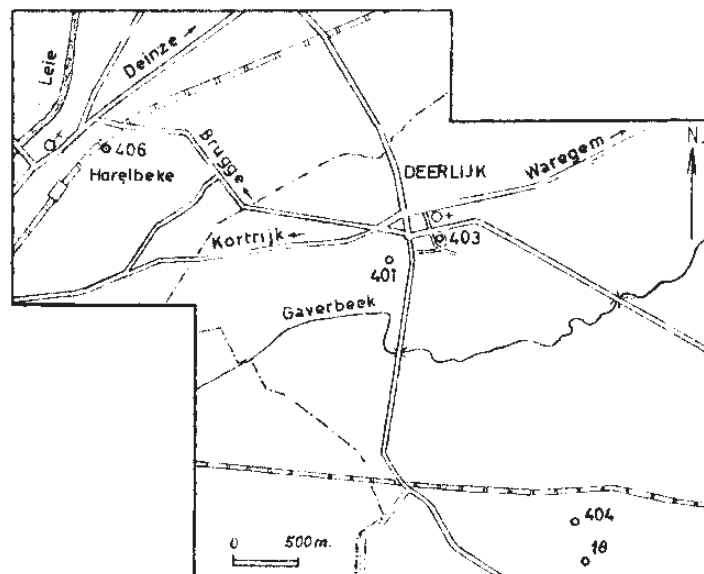 Leie
Deinze
406
Harelbeke
Brugge
DEERLIJK
Waregem
N.
Kortrijk
403
401
Gaverbeek
404
18
0 500m.